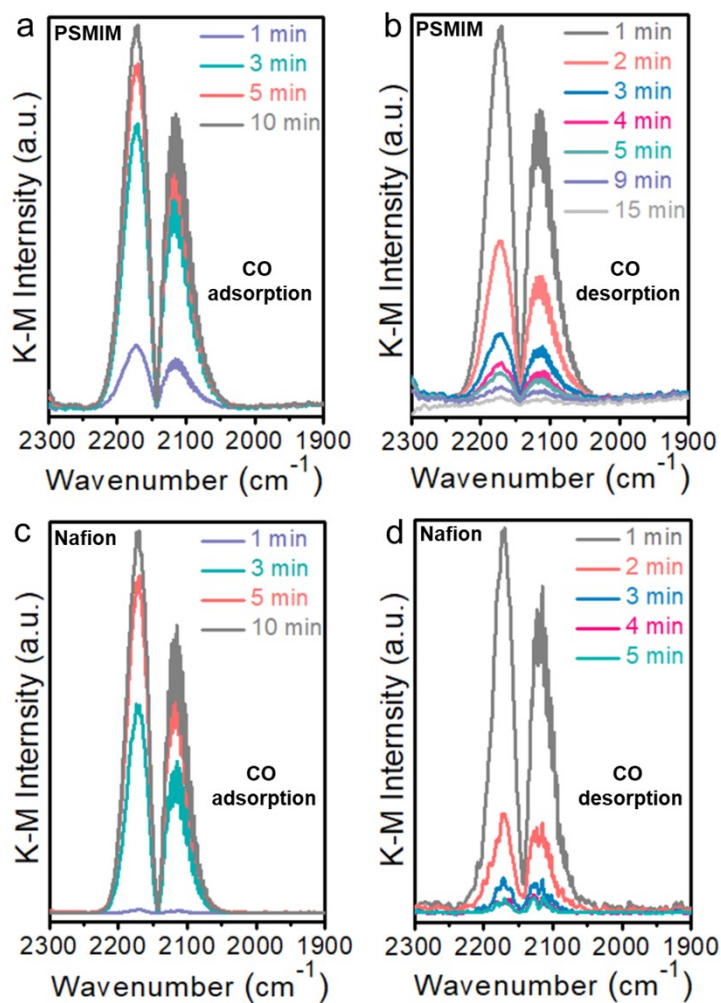 a
PSMIM
1 min
3 min
5 min
10 min
CO
adsorption
K-M Internsity (a.u.)
2300 2200 2100 2000 1900
Wavenumber (cm⁻¹)
b
PSMIM
1 min
2 min
3 min
4 min
5 min
9 min
15 min
CO
desorption
K-M Internsity (a.u.)
2300 2200 2100 2000 1900
Wavenumber (cm⁻¹)
c
Nafion
1 min
3 min
5 min
10 min
CO
adsorption
K-M Internsity (a.u.)
2300 2200 2100 2000 1900
Wavenumber (cm⁻¹)
d
Nafion
1 min
2 min
3 min
4 min
5 min
CO
desorption
K-M Internsity (a.u.)
2300 2200 2100 2000 1900
Wavenumber (cm⁻¹)